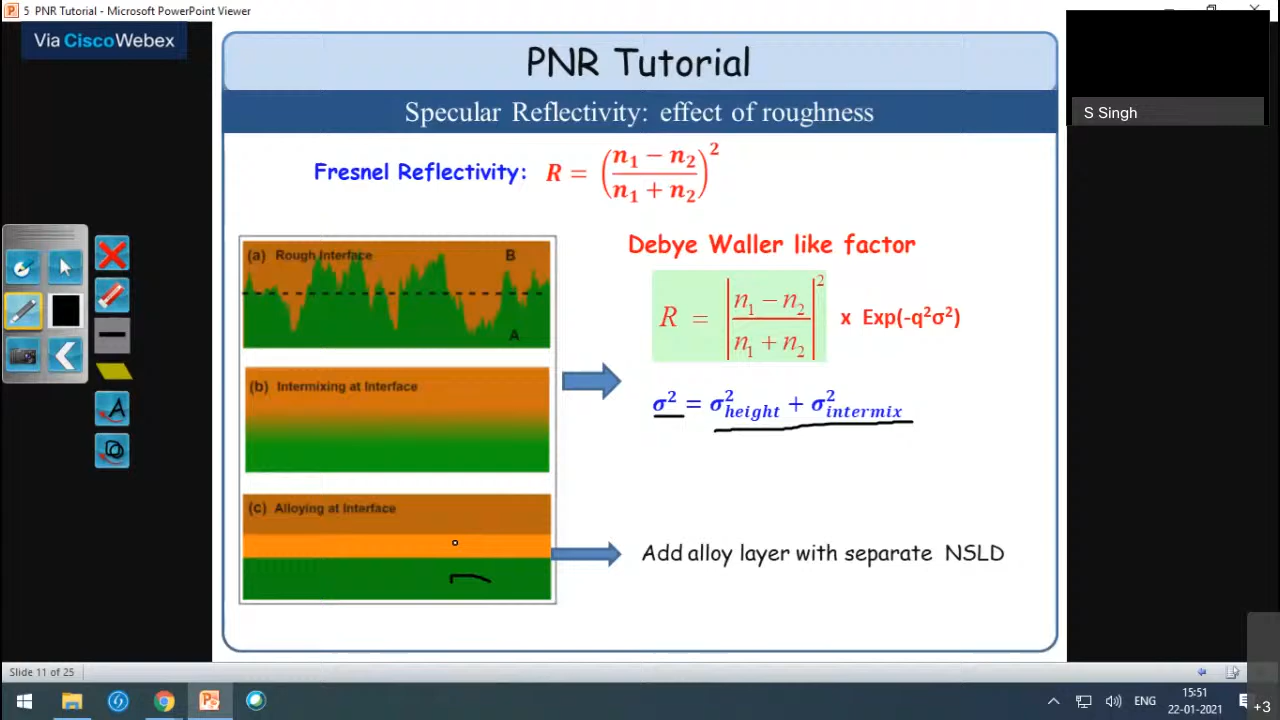 5 PNR Tutorial - Microsoft PowerPoint Viewer
Via Cisco Webex
PNR Tutorial
S Singh
Specular Reflectivity: effect of roughness
Fresnel Reflectivity: R = ((n₁ − n₂)/(n₁ + n₂))²
Debye Waller like factor
(a) Rough Interface B
A
R = |(n₁ − n₂)/(n₁ + n₂)|² x Exp(-q²σ²)
(b) Intermixing at Interface
σ² = σ²height + σ²intermix
(c) Alloying at Interface
Add alloy layer with separate NSLD
Slide 11 of 25
ENG
15:51
22-01-2021
+3